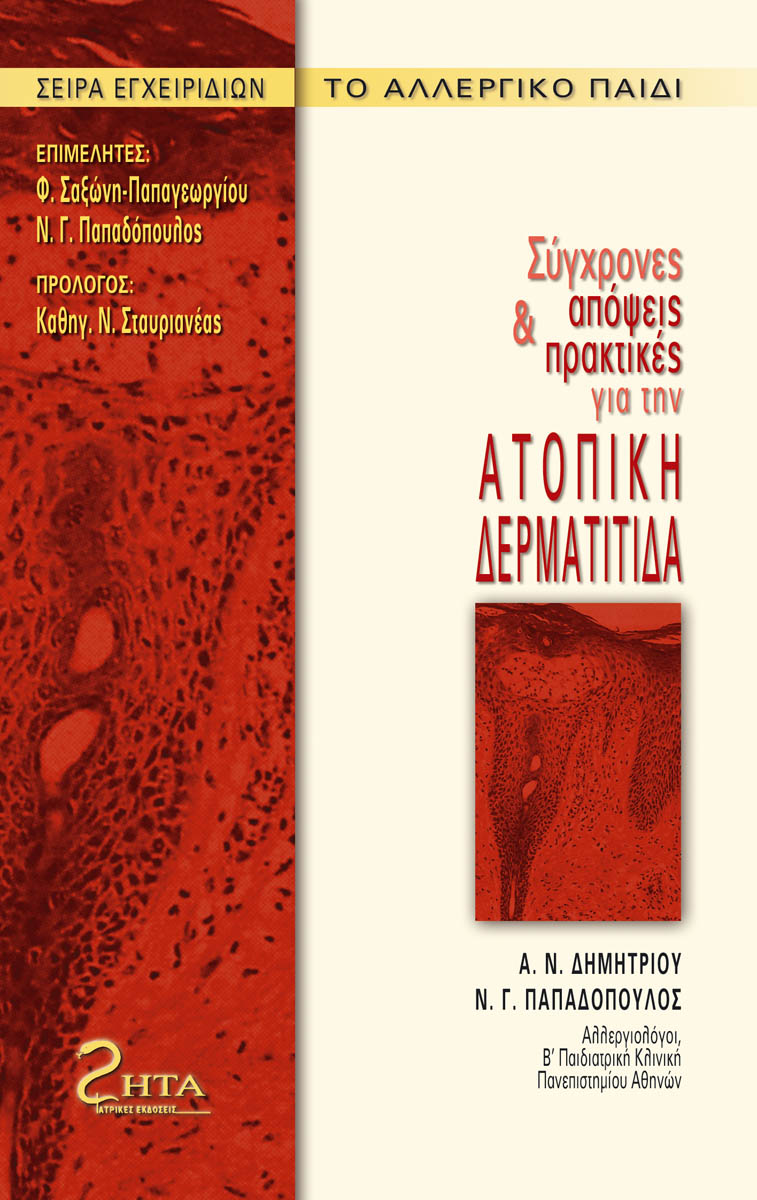 ΣΕΙΡΑ ΕΓΧΕΙΡΙΔΙΩΝ
ΤΟ ΑΛΛΕΡΓΙΚΟ ΠΑΙΔΙ
ΕΠΙΜΕΛΗΤΕΣ:
Φ. Σαξώνη-Παπαγεωργίου
Ν. Γ. Παπαδόπουλος
ΠΡΟΛΟΓΟΣ:
Καθηγ. Ν. Σταυριανέας
Σύγχρονες
απόψεις
&
πρακτικές
για την
ΑΤΟΠΙΚΗ
ΔΕΡΜΑΤΙΤΙΔΑ
Α. Ν. ΔΗΜΗΤΡΙΟΥ
Ν. Γ. ΠΑΠΑΔΟΠΟΥΛΟΣ
Αλλεργιολόγοι,
Β' Παιδιατρική Κλινική
Πανεπιστημίου Αθηνών
ΖΗΤΑ
ΙΑΤΡΙΚΕΣ ΕΚΔΟΣΕΙΣ